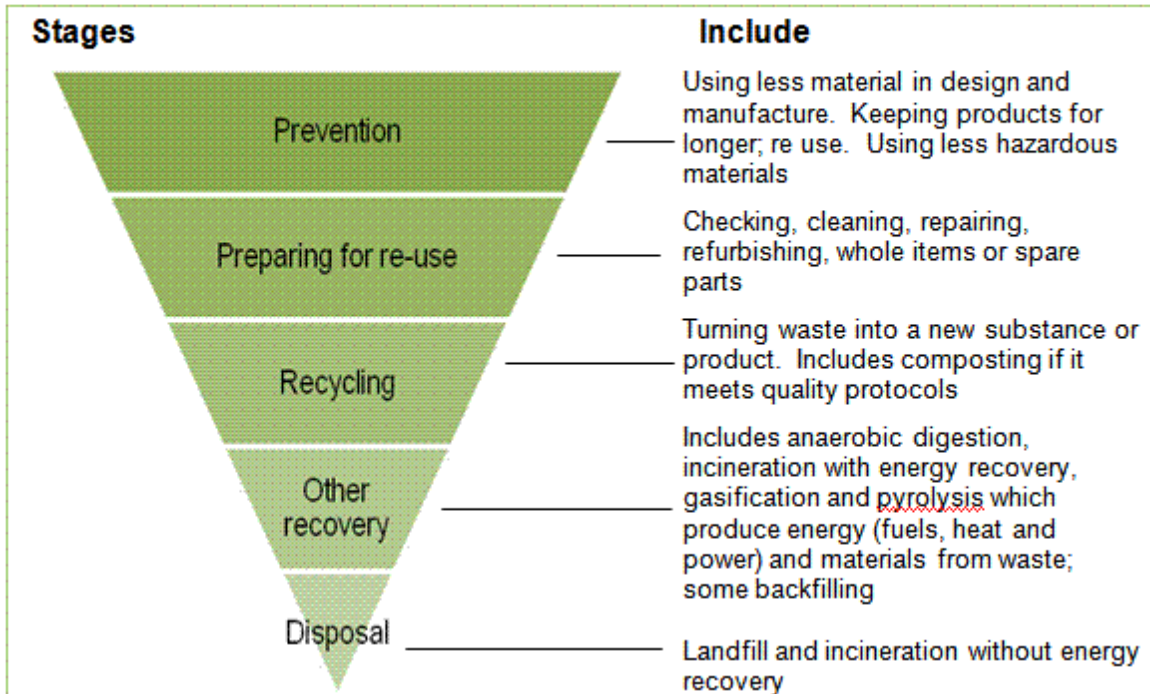 Stages
Include
Prevention
Using less material in design and
manufacture.  Keeping products for
longer; re use.  Using less hazardous
materials
Preparing for re-use
Checking, cleaning, repairing,
refurbishing, whole items or spare
parts
Recycling
Turning waste into a new substance or
product.  Includes composting if it
meets quality protocols
Other
recovery
Includes anaerobic digestion,
incineration with energy recovery,
gasification and pyrolysis which
produce energy (fuels, heat and
power) and materials from waste;
some backfilling
Disposal
Landfill and incineration without energy
recovery